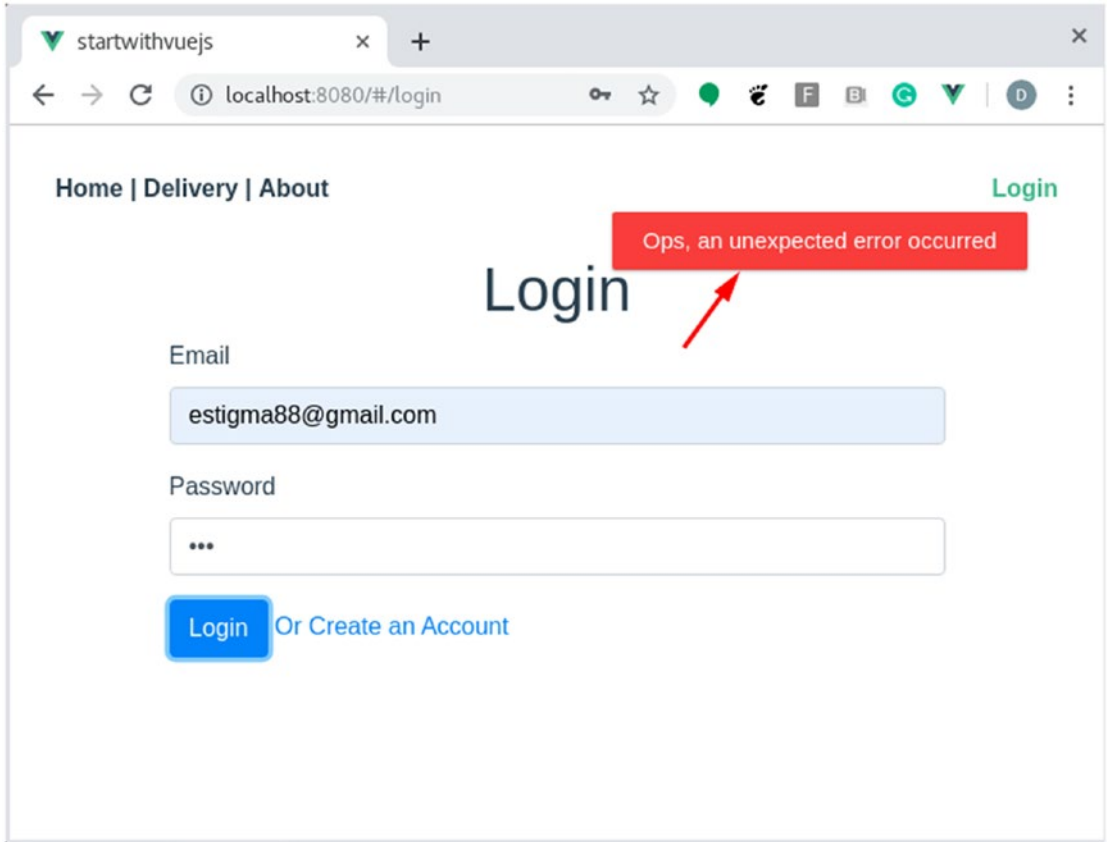 startwithvuejs
localhost:8080/#/login
F B G D
Home | Delivery | About
Login
Ops, an unexpected error occurred
Login
Email
estigma88@gmail.com
Password
•••
Login Or Create an Account